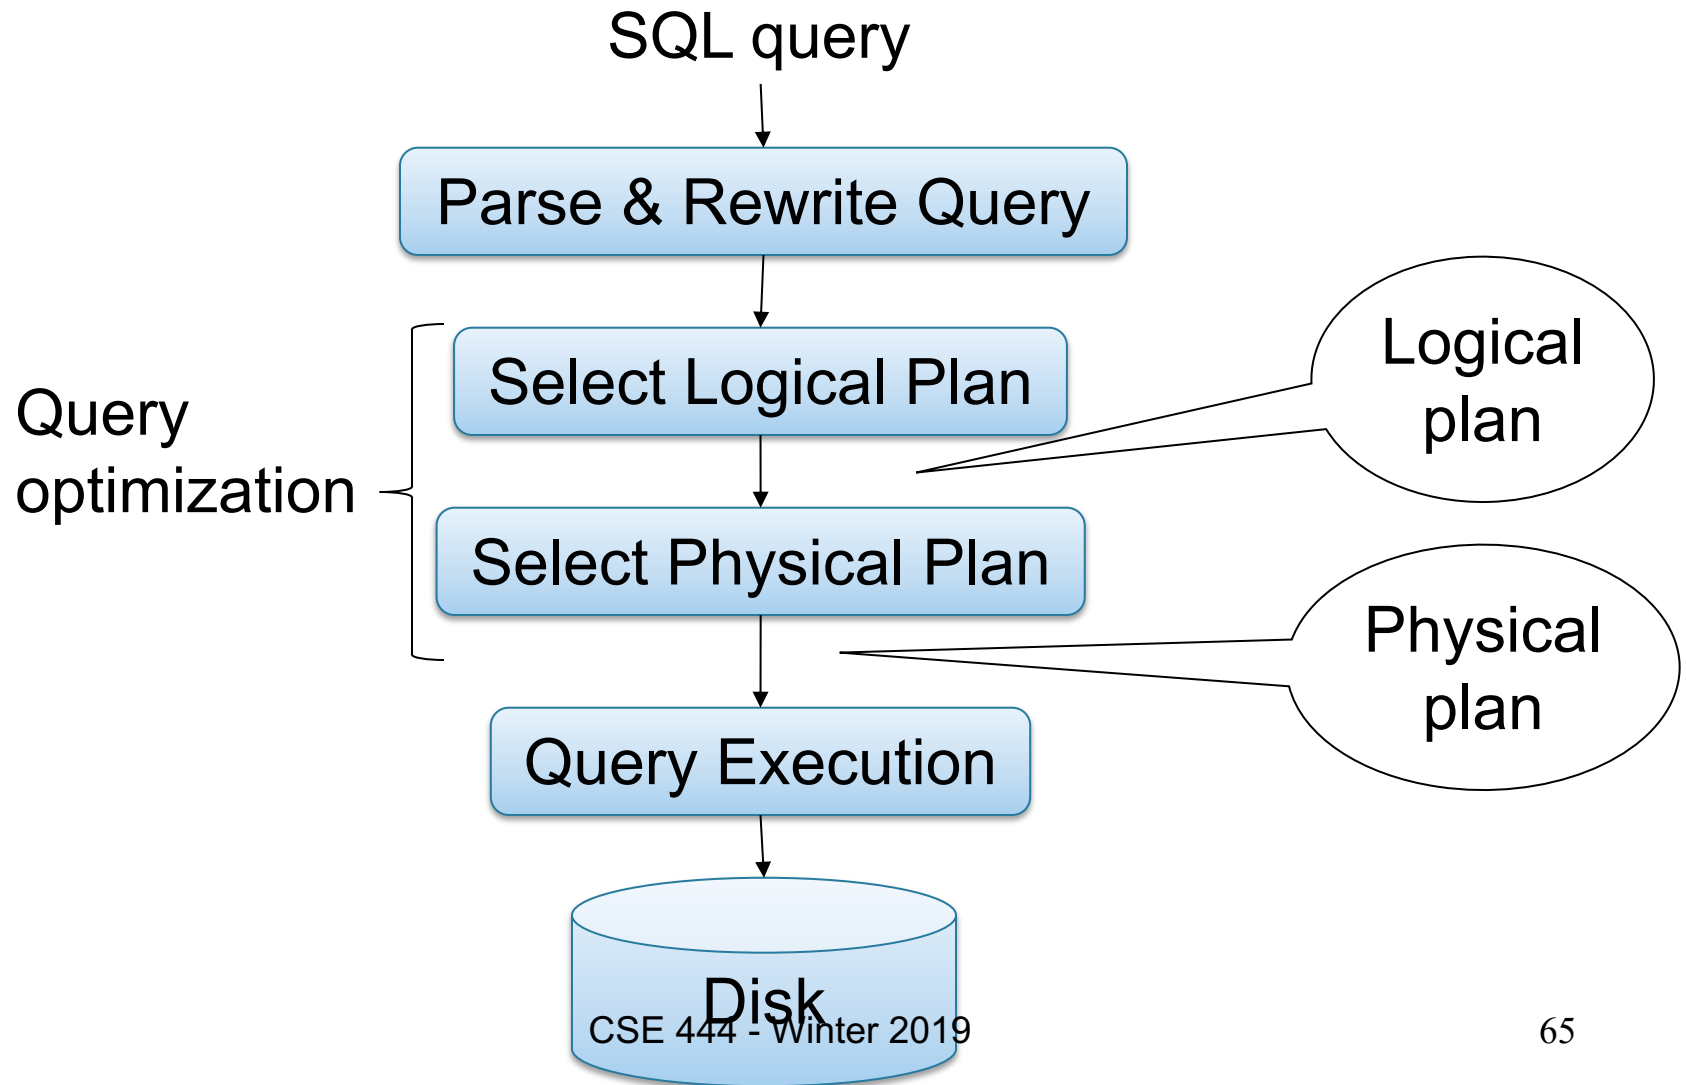 SQL query
Parse & Rewrite Query
Select Logical Plan
Logical
plan
Query
optimization
Select Physical Plan
Physical
plan
Query Execution
Disk
CSE 444 - Winter 2019
65